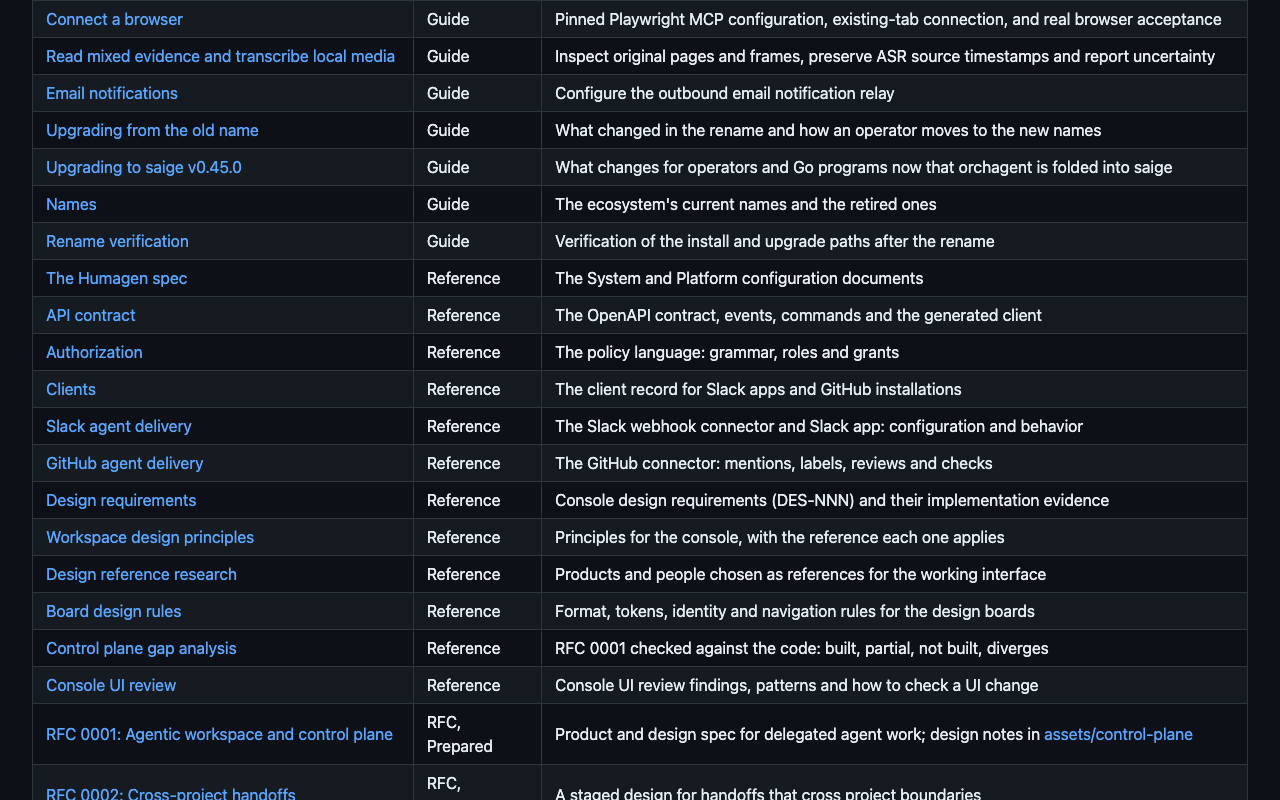 Connect a browser Guide Pinned Playwright MCP configuration, existing-tab connection, and real browser acceptance
Read mixed evidence and transcribe local media Guide Inspect original pages and frames, preserve ASR source timestamps and report uncertainty
Email notifications Guide Configure the outbound email notification relay
Upgrading from the old name Guide What changed in the rename and how an operator moves to the new names
Upgrading to saige v0.45.0 Guide What changes for operators and Go programs now that orchagent is folded into saige
Names Guide The ecosystem's current names and the retired ones
Rename verification Guide Verification of the install and upgrade paths after the rename
The Humagen spec Reference The System and Platform configuration documents
API contract Reference The OpenAPI contract, events, commands and the generated client
Authorization Reference The policy language: grammar, roles and grants
Clients Reference The client record for Slack apps and GitHub installations
Slack agent delivery Reference The Slack webhook connector and Slack app: configuration and behavior
GitHub agent delivery Reference The GitHub connector: mentions, labels, reviews and checks
Design requirements Reference Console design requirements (DES-NNN) and their implementation evidence
Workspace design principles Reference Principles for the console, with the reference each one applies
Design reference research Reference Products and people chosen as references for the working interface
Board design rules Reference Format, tokens, identity and navigation rules for the design boards
Control plane gap analysis Reference RFC 0001 checked against the code: built, partial, not built, diverges
Console UI review Reference Console UI review findings, patterns and how to check a UI change
RFC 0001: Agentic workspace and control plane RFC, Prepared Product and design spec for delegated agent work; design notes in assets/control-plane
RFC 0002: Cross-project handoffs RFC, A staged design for handoffs that cross project boundaries